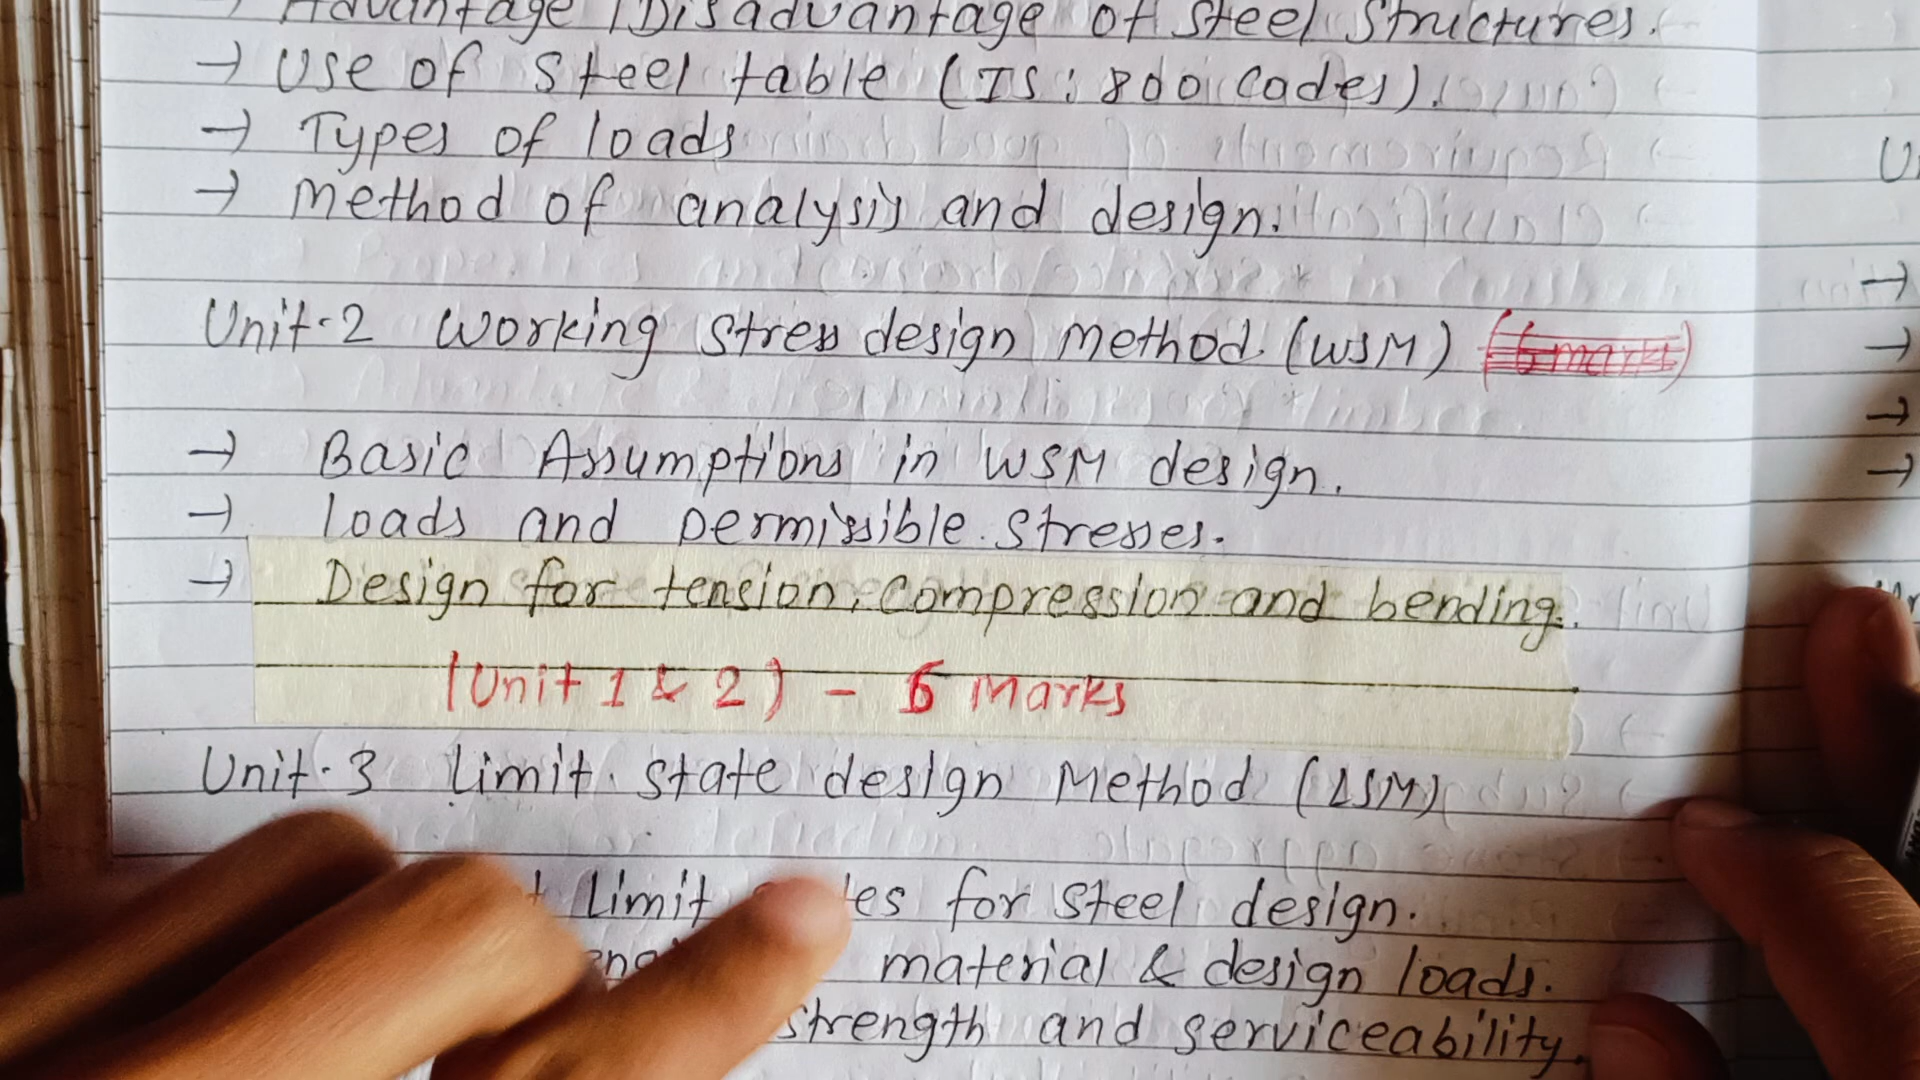 → Advantage / Disadvantage of Steel Structures.
→ Use of Steel table (IS: 800 Codes).
→ Types of loads
→ Method of analysis and design.
Unit-2 Working Stress design Method (WSM) (6 marks)
→ Basic Assumptions in WSM design.
→ Loads and permissible stresses.
→ Design for tension, compression and bending.
(Unit 1 & 2) - 6 Marks
Unit-3 Limit State design Method (LSM)
Limit for steel design.
material & design loads.
strength and serviceability.